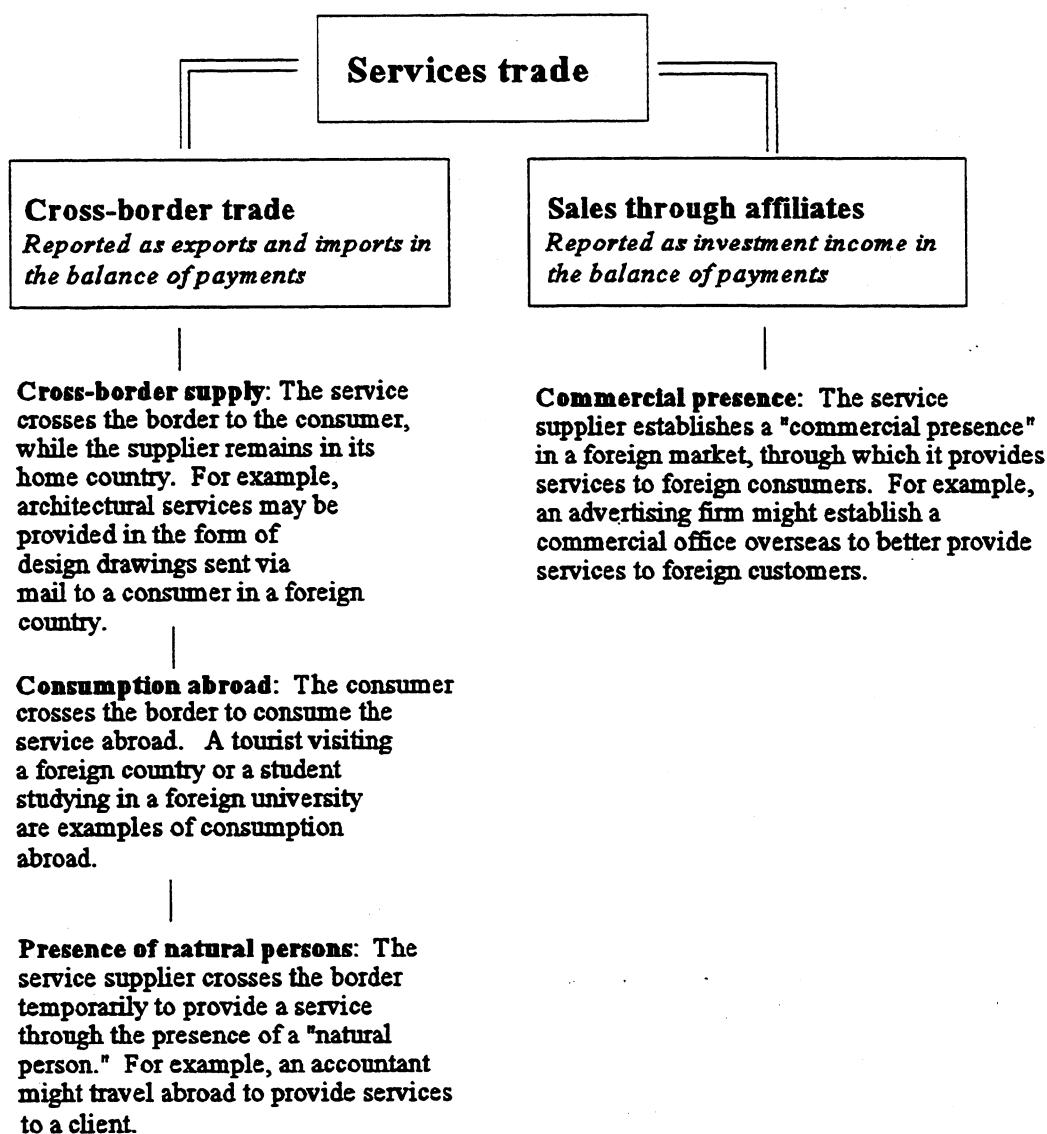 Services trade
Cross-border trade
Reported as exports and imports in
the balance of payments
Cross-border supply: The service
crosses the border to the consumer,
while the supplier remains in its
home country. For example,
architectural services may be
provided in the form of
design drawings sent via
mail to a consumer in a foreign
country.
Consumption abroad: The consumer
crosses the border to consume the
service abroad. A tourist visiting
a foreign country or a student
studying in a foreign university
are examples of consumption
abroad.
Presence of natural persons: The
service supplier crosses the border
temporarily to provide a service
through the presence of a "natural
person." For example, an accountant
might travel abroad to provide services
to a client.
Sales through affiliates
Reported as investment income in
the balance of payments
Commercial presence: The service
supplier establishes a "commercial presence"
in a foreign market, through which it provides
services to foreign consumers. For example,
an advertising firm might establish a
commercial office overseas to better provide
services to foreign customers.